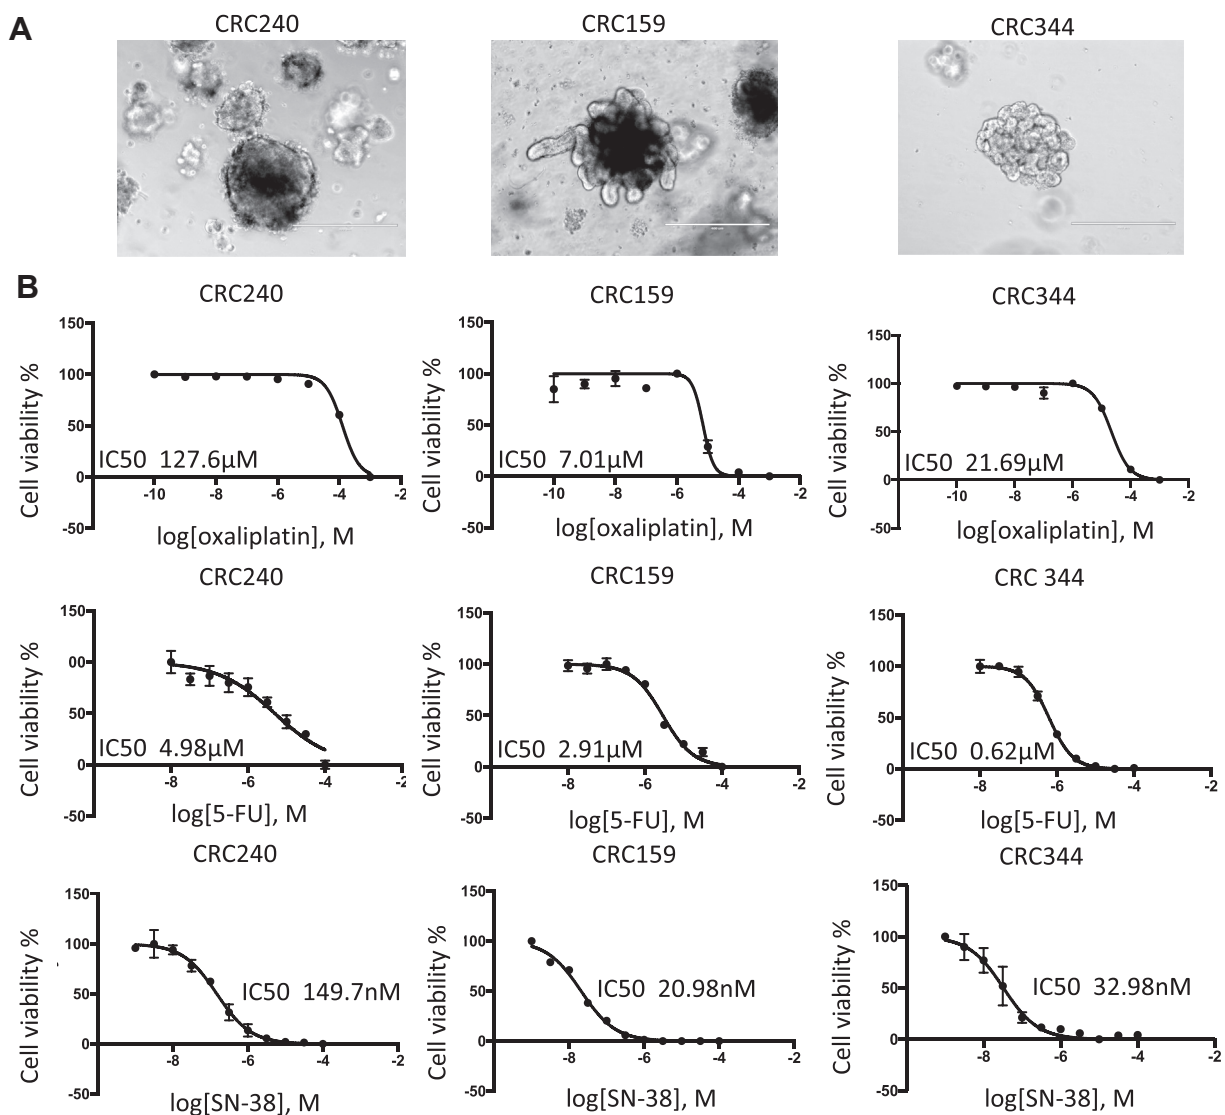 A
CRC240
CRC159
CRC344
B
CRC240
CRC159
CRC344
150
100
50
0
-50
Cell viability %
IC50 127.6µM
-10
-8
-6
-4
-2
log[oxaliplatin], M
150
100
50
0
-50
Cell viability %
IC50 7.01µM
-10
-8
-6
-4
-2
log[oxaliplatin], M
150
100
50
0
-50
Cell viability %
IC50 21.69µM
-10
-8
-6
-4
-2
log[oxaliplatin], M
CRC240
CRC159
CRC 344
150
00
50
0
-50
Cell viability %
IC50 4.98µM
-8
-6
-4
-2
log[5-FU], M
150
100
50
0
-50
Cell viability %
IC50 2.91µM
-8
-6
-4
-2
log[5-FU], M
150
100
50
0
-50
Cell viability %
IC50 0.62µM
-8
-6
-4
-2
log[5-FU], M
CRC240
CRC159
CRC344
150
100
50
0
-50
Cell viability %
IC50 149.7nM
-8
-6
-4
-2
log[SN-38], M
150
100
50
0
-50
Cell viability %
IC50 20.98nM
-8
-6
-4
-2
log[SN-38], M
150
100
50
0
-50
Cell viability %
IC50 32.98nM
-8
-6
-4
-2
log[SN-38], M